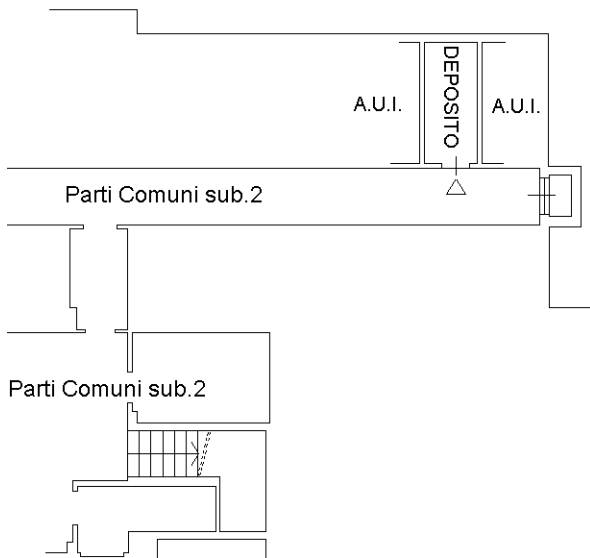 DEPOSITO
A.U.I.
A.U.I.
Parti Comuni sub.2
Parti Comuni sub.2